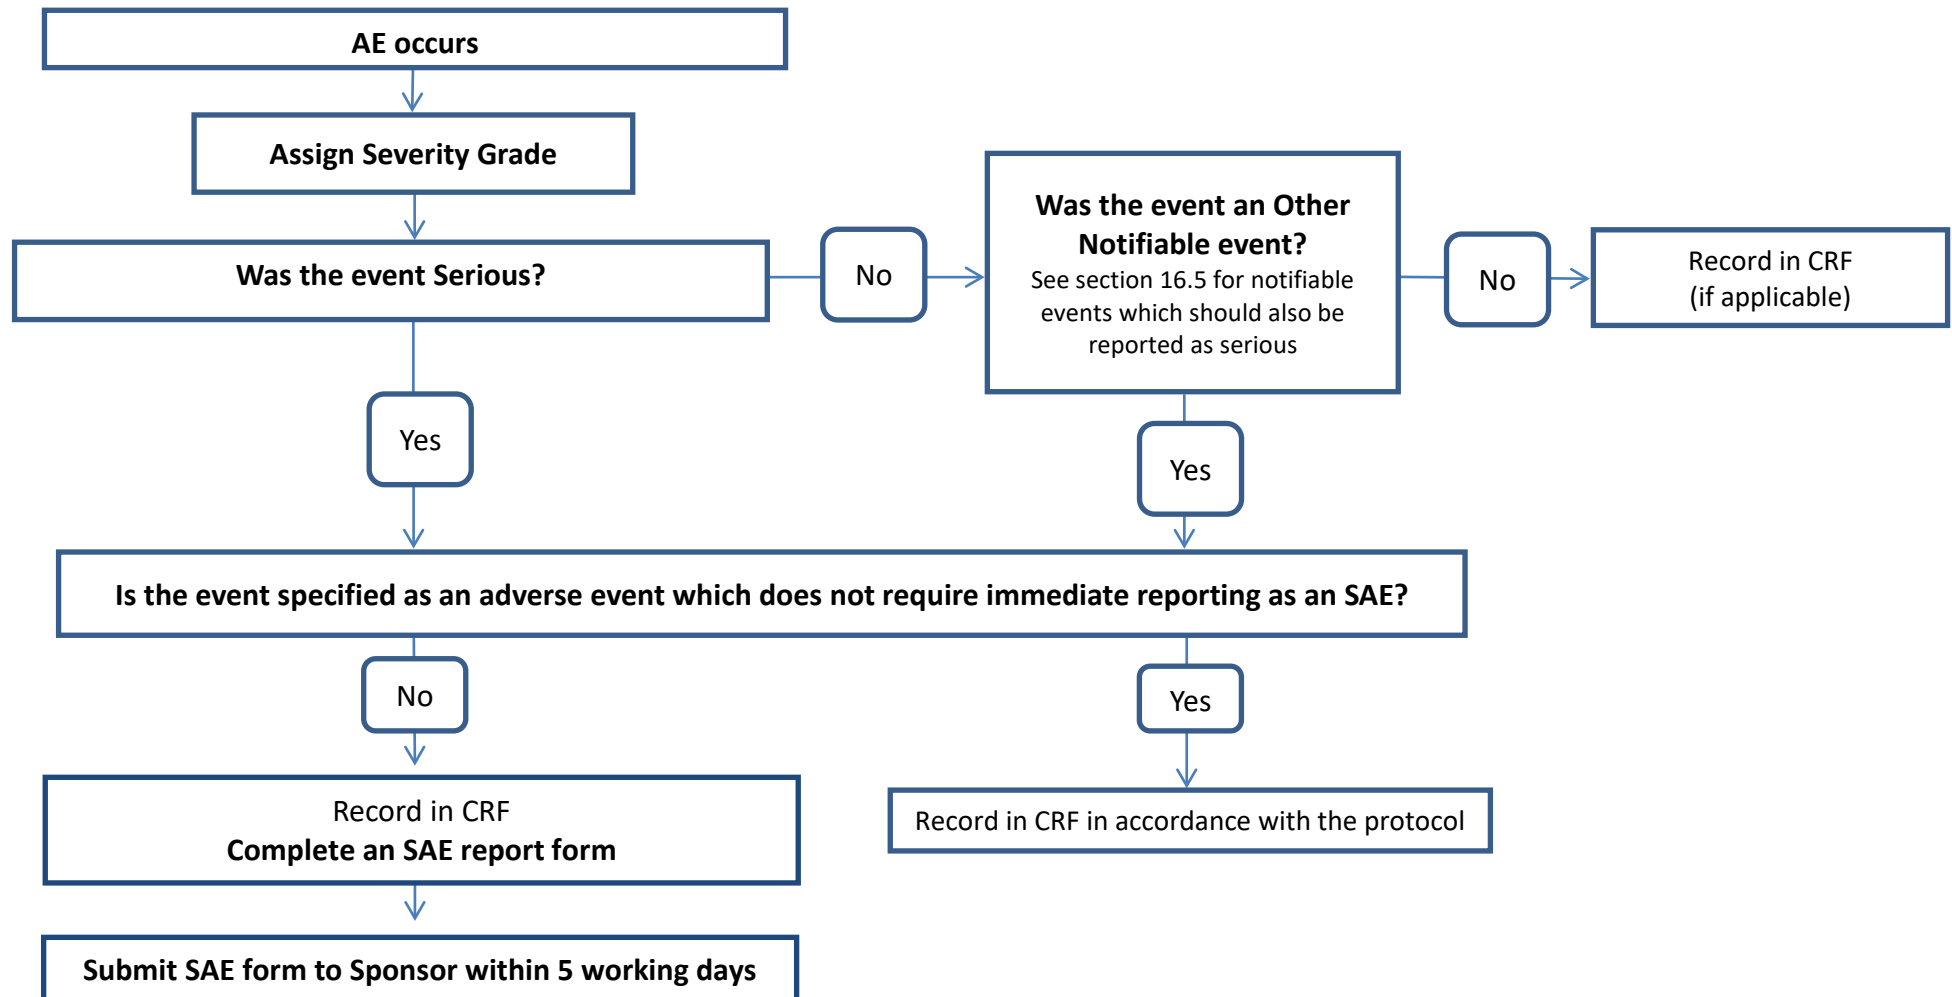 AE occurs
Assign Severity Grade
Was the event Serious?
No
Was the event an Other
Notifiable event?
See section 16.5 for notifiable
events which should also be
reported as serious
No
Record in CRF
(if applicable)
Yes
Yes
Is the event specified as an adverse event which does not require immediate reporting as an SAE?
No
Yes
Record in CRF
Complete an SAE report form
Record in CRF in accordance with the protocol
Submit SAE form to Sponsor within 5 working days